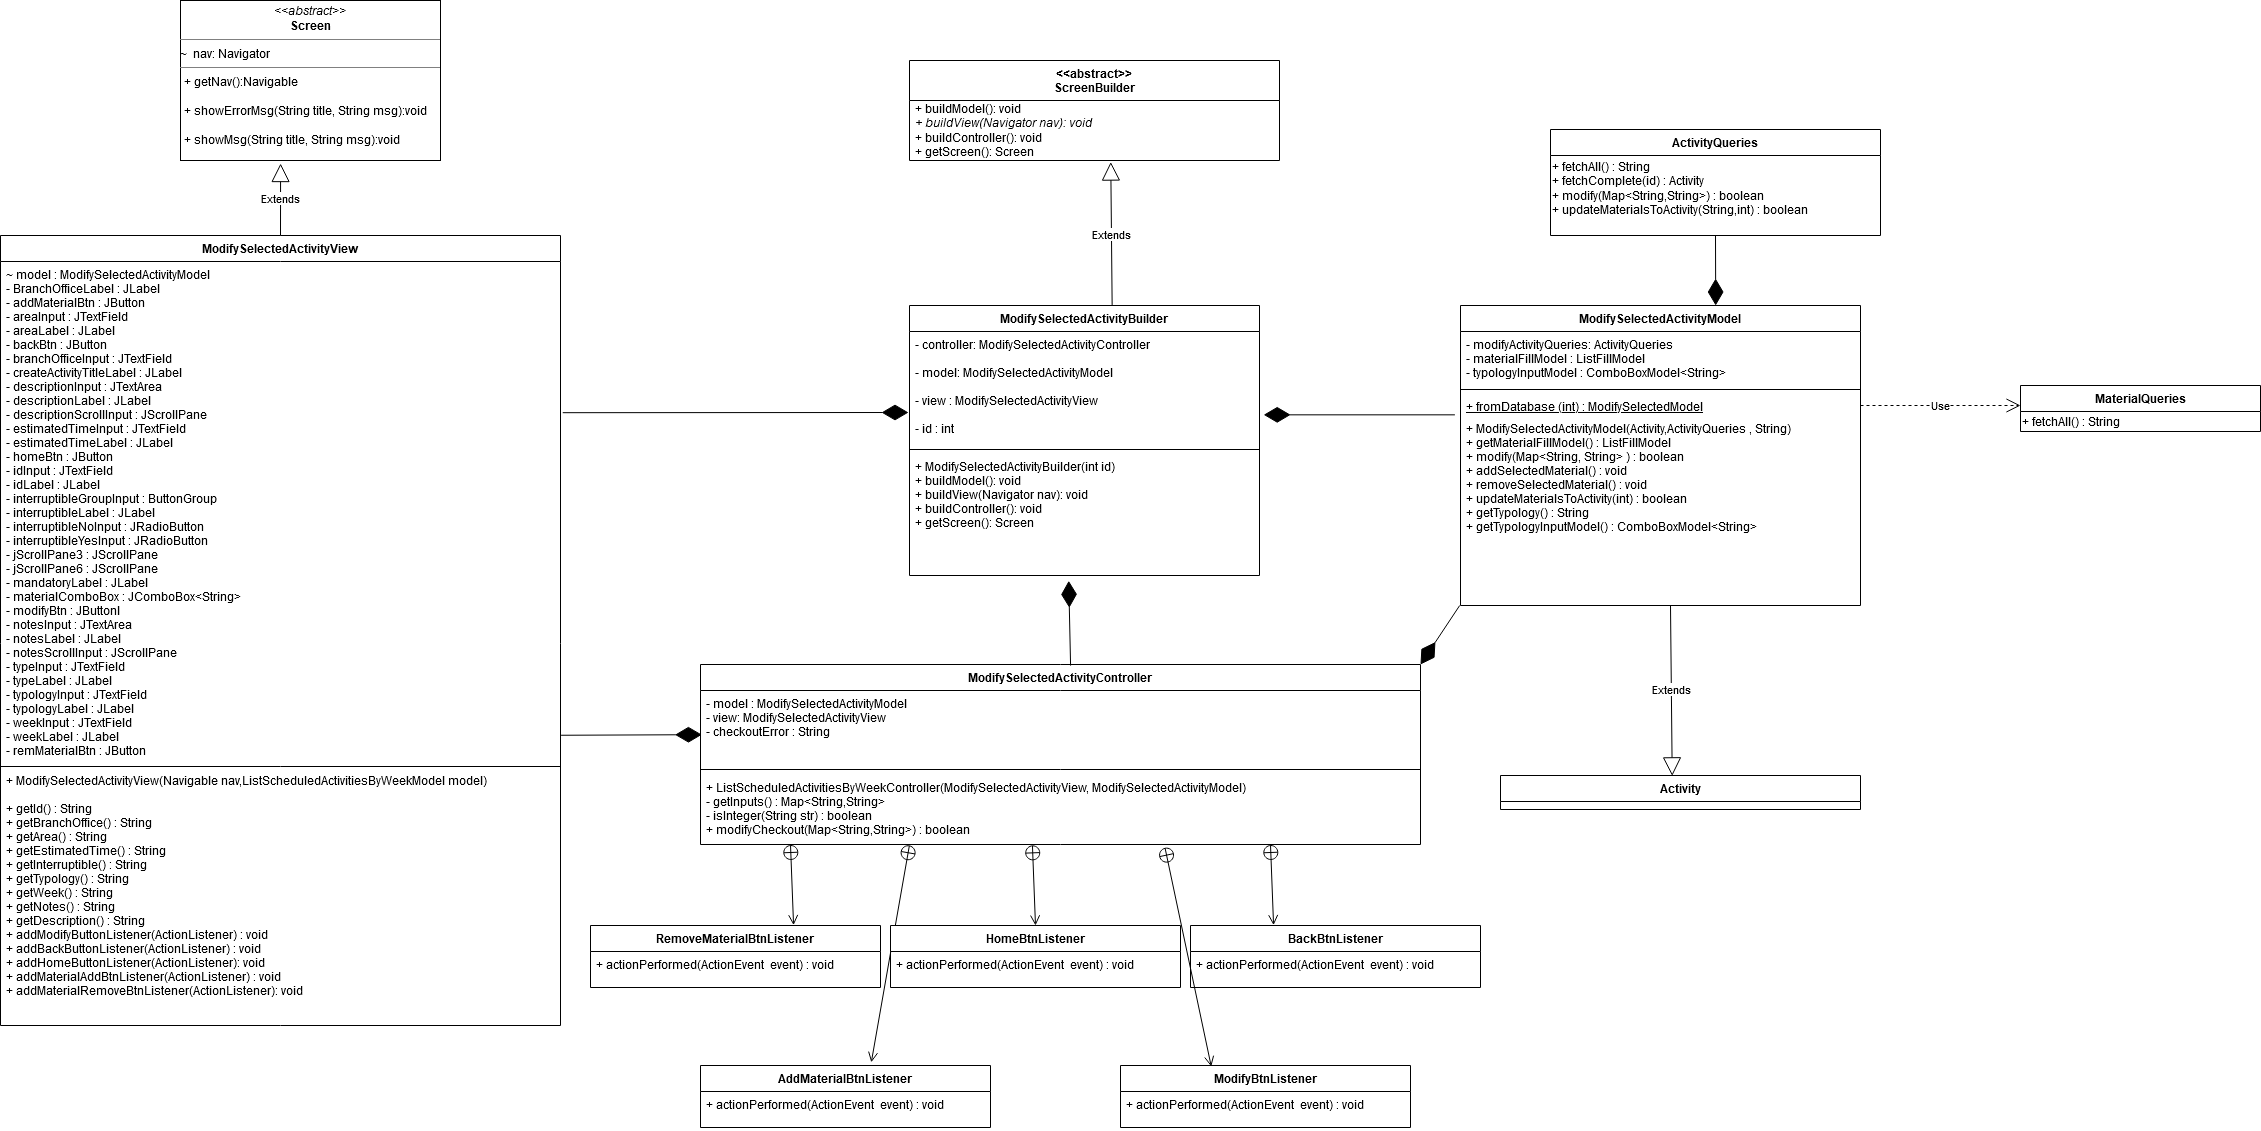 <<abstract>>
Screen
~ nav: Navigator
+ getNav():Navigable
+ showErrorMsg(String title, String msg):void
+ showMsg(String title, String msg):void
Extends
ModifySelectedActivityView
~ model : ModifySelectedActivityModel
- BranchOfficeLabel : JLabel
- addMaterialBtn : JButton
- areaInput : JTextField
- areaLabel : JLabel
- backBtn : JButton
- branchOfficeInput : JTextField
- createActivityTitleLabel : JLabel
- descriptionInput : JTextArea
- descriptionLabel : JLabel
- descriptionScrollInput : JScrollPane
- estimatedTimeInput : JTextField
- estimatedTimeLabel : JLabel
- homeBtn : JButton
- idInput : JTextField
- idLabel : JLabel
- interruptibleGroupInput : ButtonGroup
- interruptibleLabel : JLabel
- interruptibleNoInput : JRadioButton
- interruptibleYesInput : JRadioButton
- jScrollPane3 : JScrollPane
- jScrollPane6 : JScrollPane
- mandatoryLabel : JLabel
- materialComboBox : JComboBox<String>
- modifyBtn : JButtonI
- notesInput : JTextArea
- notesLabel : JLabel
- notesScrollInput : JScrollPane
- typeInput : JTextField
- typeLabel : JLabel
- typologyInput : JTextField
- typologyLabel : JLabel
- weekInput : JTextField
- weekLabel : JLabel
- remMaterialBtn : JButton
+ ModifySelectedActivityView(Navigable nav,ListScheduledActivitiesByWeekModel model)
+ getId() : String
+ getBranchOffice() : String
+ getArea() : String
+ getEstimatedTime() : String
+ getInterruptible() : String
+ getTypology() : String
+ getWeek() : String
+ getNotes() : String
+ getDescription() : String
+ addModifyButtonListener(ActionListener) : void
+ addBackButtonListener(ActionListener) : void
+ addHomeButtonListener(ActionListener): void
+ addMaterialAddBtnListener(ActionListener) : void
+ addMaterialRemoveBtnListener(ActionListener): void
<<abstract>>
ScreenBuilder
+ buildModel(): void
+ buildView(Navigator nav): void
+ buildController(): void
+ getScreen(): Screen
Extends
ModifySelectedActivityBuilder
- controller: ModifySelectedActivityController
- model: ModifySelectedActivityModel
- view : ModifySelectedActivityView
- id : int
+ ModifySelectedActivityBuilder(int id)
+ buildModel(): void
+ buildView(Navigator nav): void
+ buildController(): void
+ getScreen(): Screen
ActivityQueries
+ fetchAll() : String
+ fetchComplete(id) : Activity
+ modify(Map<String,String>) : boolean
+ updateMaterialsToActivity(String,int) : boolean
ModifySelectedActivityModel
- modifyActivityQueries: ActivityQueries
- materialFillModel : ListFillModel
- typologyInputModel : ComboBoxModel<String>
+ fromDatabase (int) : ModifySelectedModel
+ ModifySelectedActivityModel(Activity,ActivityQueries , String)
+ getMaterialFillModel() : ListFillModel
+ modify(Map<String, String> ) : boolean
+ addSelectedMaterial() : void
+ removeSelectedMaterial() : void
+ updateMaterialsToActivity(int) : boolean
+ getTypology() : String
+ getTypologyInputModel() : ComboBoxModel<String>
Use
MaterialQueries
+ fetchAll() : String
Extends
Activity
ModifySelectedActivityController
- model : ModifySelectedActivityModel
- view: ModifySelectedActivityView
- checkoutError : String
+ ListScheduledActivitiesByWeekController(ModifySelectedActivityView, ModifySelectedActivityModel)
- getInputs() : Map<String,String>
- isInteger(String str) : boolean
+ modifyCheckout(Map<String,String>) : boolean
RemoveMaterialBtnListener
+ actionPerformed(ActionEvent event) : void
HomeBtnListener
+ actionPerformed(ActionEvent event) : void
BackBtnListener
+ actionPerformed(ActionEvent event) : void
AddMaterialBtnListener
+ actionPerformed(ActionEvent event) : void
ModifyBtnListener
+ actionPerformed(ActionEvent event) : void